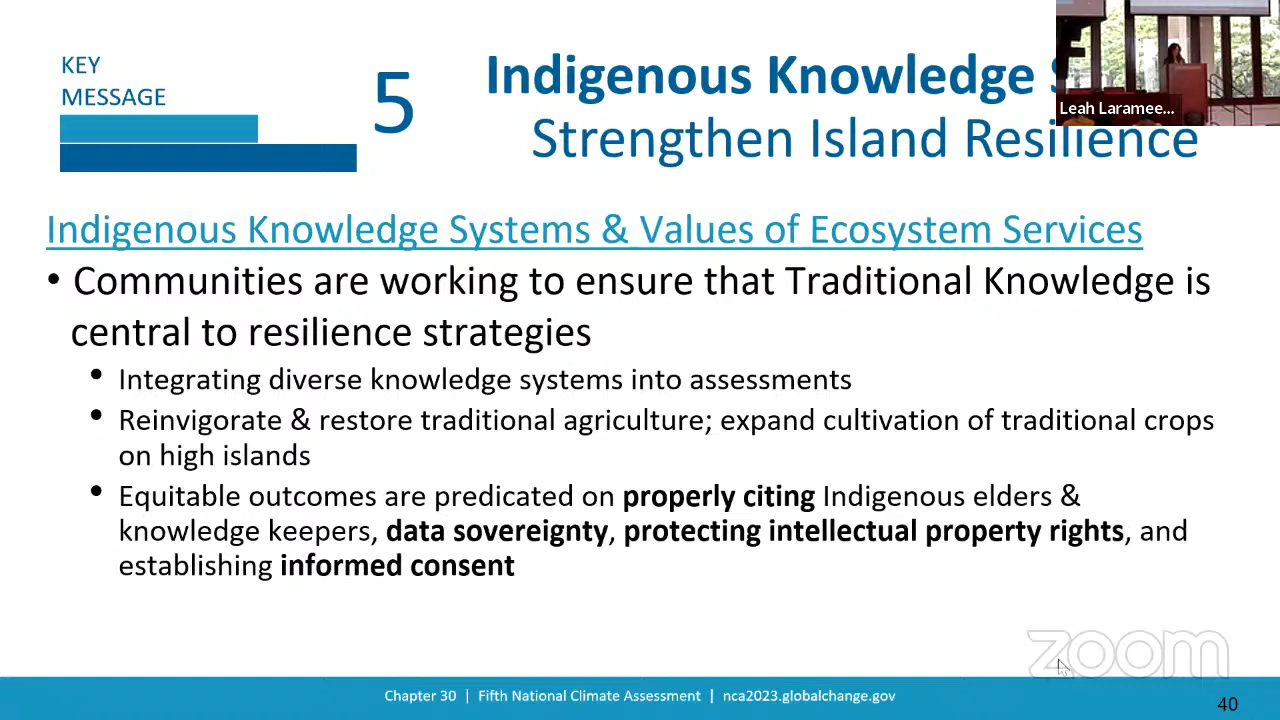 KEY
MESSAGE
5
Indigenous Knowledge
Strengthen Island Resilience
Leah Laramee...
Indigenous Knowledge Systems & Values of Ecosystem Services
• Communities are working to ensure that Traditional Knowledge is
central to resilience strategies
• Integrating diverse knowledge systems into assessments
• Reinvigorate & restore traditional agriculture; expand cultivation of traditional crops
on high islands
• Equitable outcomes are predicated on properly citing Indigenous elders &
knowledge keepers, data sovereignty, protecting intellectual property rights, and
establishing informed consent
zoom
Chapter 30 | Fifth National Climate Assessment | nca2023.globalchange.gov
40